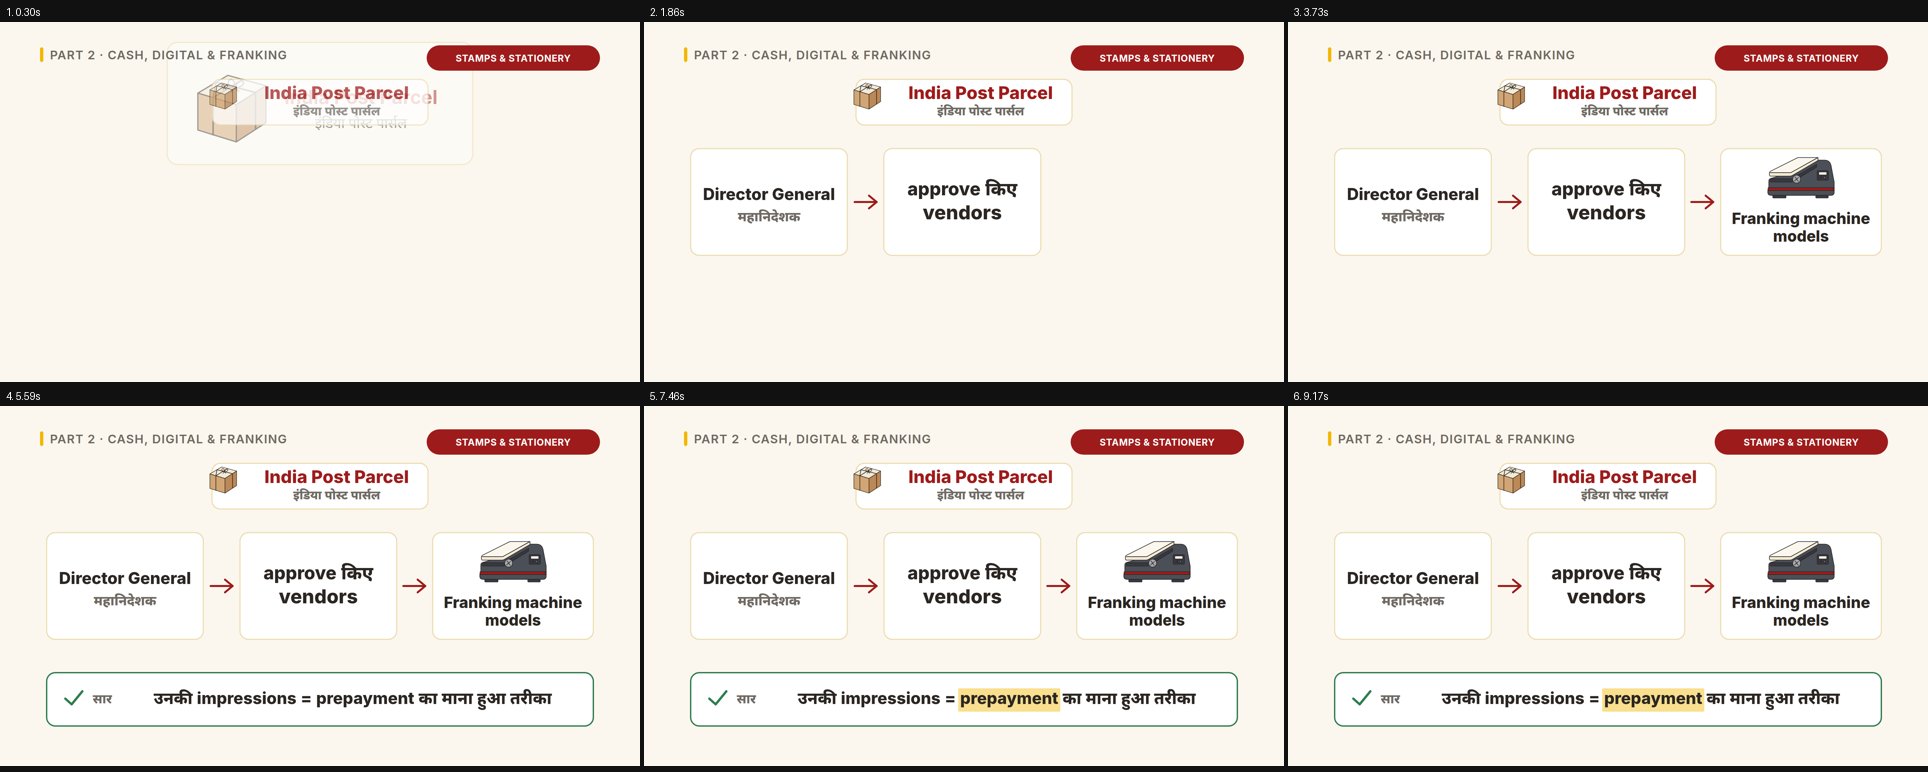 1. 0.30s
PART 2 · CASH, DIGITAL & FRANKING
STAMPS & STATIONERY
India Post Parcel
इंडिया पोस्ट पार्सल
India Post Parcel
इंडिया पोस्ट पार्सल
2. 1.86s
PART 2 · CASH, DIGITAL & FRANKING
STAMPS & STATIONERY
India Post Parcel
इंडिया पोस्ट पार्सल
Director General
महानिदेशक
approve किए
vendors
3. 3.73s
PART 2 · CASH, DIGITAL & FRANKING
STAMPS & STATIONERY
India Post Parcel
इंडिया पोस्ट पार्सल
Director General
महानिदेशक
approve किए
vendors
Franking machine
models
4. 5.59s
PART 2 · CASH, DIGITAL & FRANKING
STAMPS & STATIONERY
India Post Parcel
इंडिया पोस्ट पार्सल
Director General
महानिदेशक
approve किए
vendors
Franking machine
models
सार
उनकी impressions = prepayment का माना हुआ तरीका
5. 7.46s
PART 2 · CASH, DIGITAL & FRANKING
STAMPS & STATIONERY
India Post Parcel
इंडिया पोस्ट पार्सल
Director General
महानिदेशक
approve किए
vendors
Franking machine
models
सार
उनकी impressions = prepayment का माना हुआ तरीका
6. 9.17s
PART 2 · CASH, DIGITAL & FRANKING
STAMPS & STATIONERY
India Post Parcel
इंडिया पोस्ट पार्सल
Director General
महानिदेशक
approve किए
vendors
Franking machine
models
सार
उनकी impressions = prepayment का माना हुआ तरीका